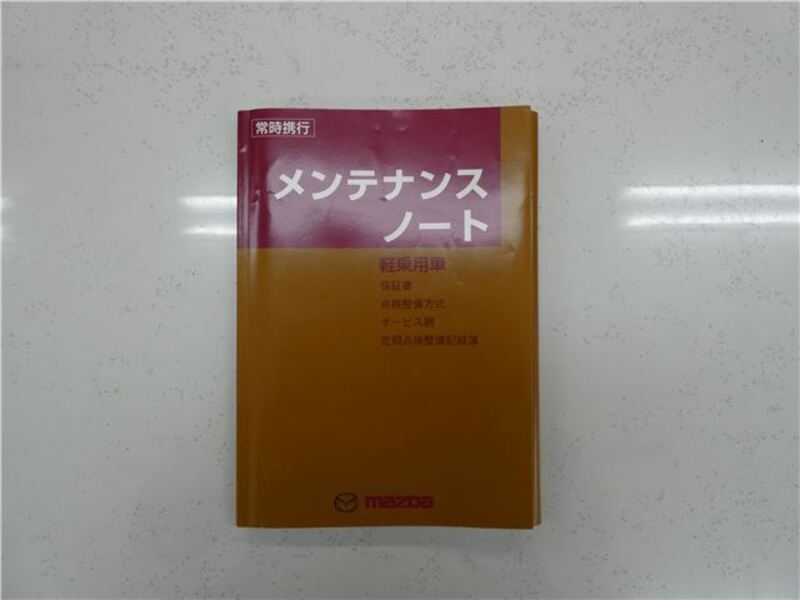 常時携行
メンテナンス
ノート
軽乗用車
保証書
点検整備方式
サービス網
定期点検整備記録簿
mazda